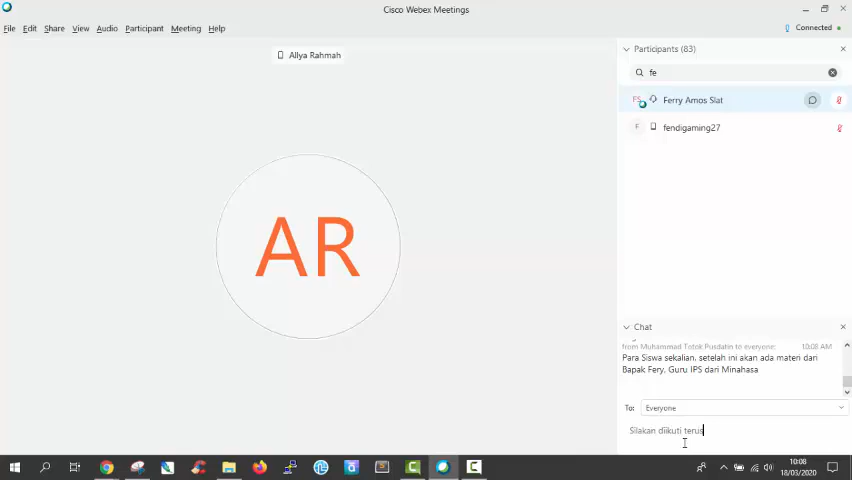 Cisco Webex Meetings
File Edit Share View Audio Participant Meeting Help
Connected
Allya Rahmah
Participants (83)
fe
FS Ferry Amos Slat
F fendigaming27
AR
Chat
from Muhammad Totok Pusdatin to everyone: 10:08 AM
Para Siswa sekalian, setelah ini akan ada materi dari
Bapak Fery, Guru IPS dari Minahasa
To: Everyone
Silakan diikuti terus
10:08
18/03/2020